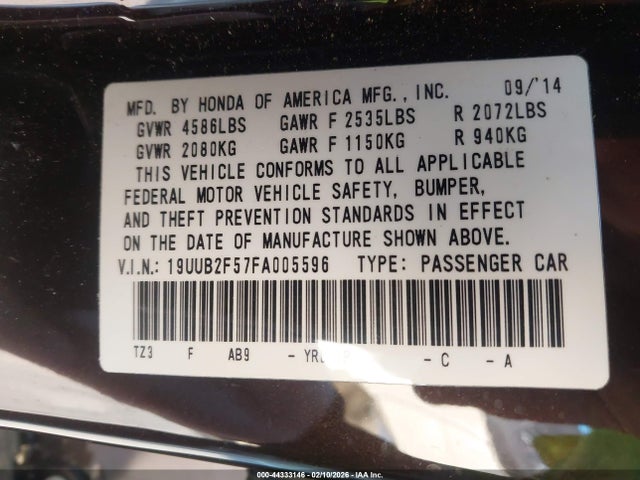 MFD. BY HONDA OF AMERICA MFG., INC. 09/'14
GVWR 4586LBS GAWR F 2535LBS R 2072LBS
GVWR 2080KG GAWR F 1150KG R 940KG
THIS VEHICLE CONFORMS TO ALL APPLICABLE
FEDERAL MOTOR VEHICLE SAFETY, BUMPER,
AND THEFT PREVENTION STANDARDS IN EFFECT
ON THE DATE OF MANUFACTURE SHOWN ABOVE.
V.I.N.: 19UUB2F57FA005596 TYPE: PASSENGER CAR
TZ3 F AB9 - - C - A
000-44333146 - 02/10/2026 - IAA Inc.